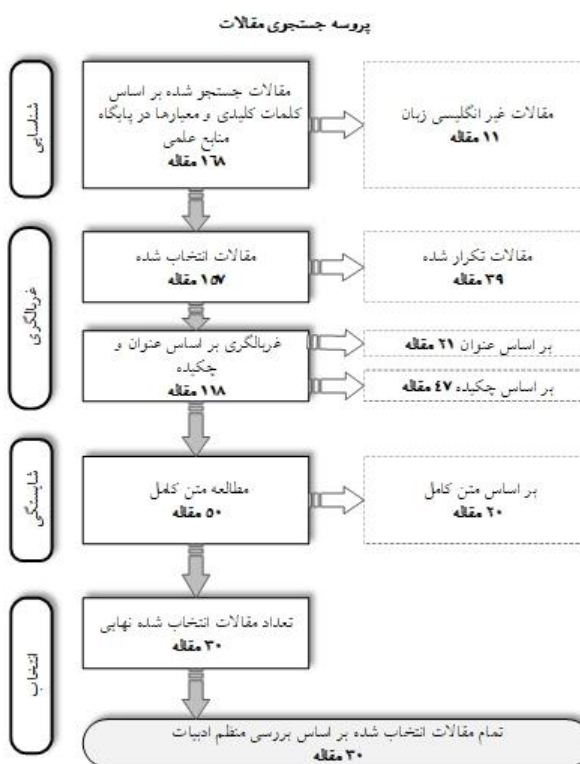 پروسه جستجوی مقالات
شناسایی
مقالات جستجو شده بر اساس
کلمات کلیدی و معیارها در پایگاه
منابع علمی
۱٦۸ مقاله
مقالات غیر انگلیسی زبان
۱۱ مقاله
غربالگری
مقالات انتخاب شده
۱٥۷ مقاله
مقالات تکرار شده
۳۹ مقاله
غربالگری بر اساس عنوان و
چکیده
۱۱۸ مقاله
بر اساس عنوان ۲۱ مقاله
بر اساس چکیده ٤۷ مقاله
شایستگی
مطالعه متن کامل
٥۰ مقاله
بر اساس متن کامل
۲۰ مقاله
انتخاب
تعداد مقالات انتخاب شده نهایی
۳۰ مقاله
تمام مقالات انتخاب شده بر اساس بررسی منظم ادبیات
۳۰ مقاله